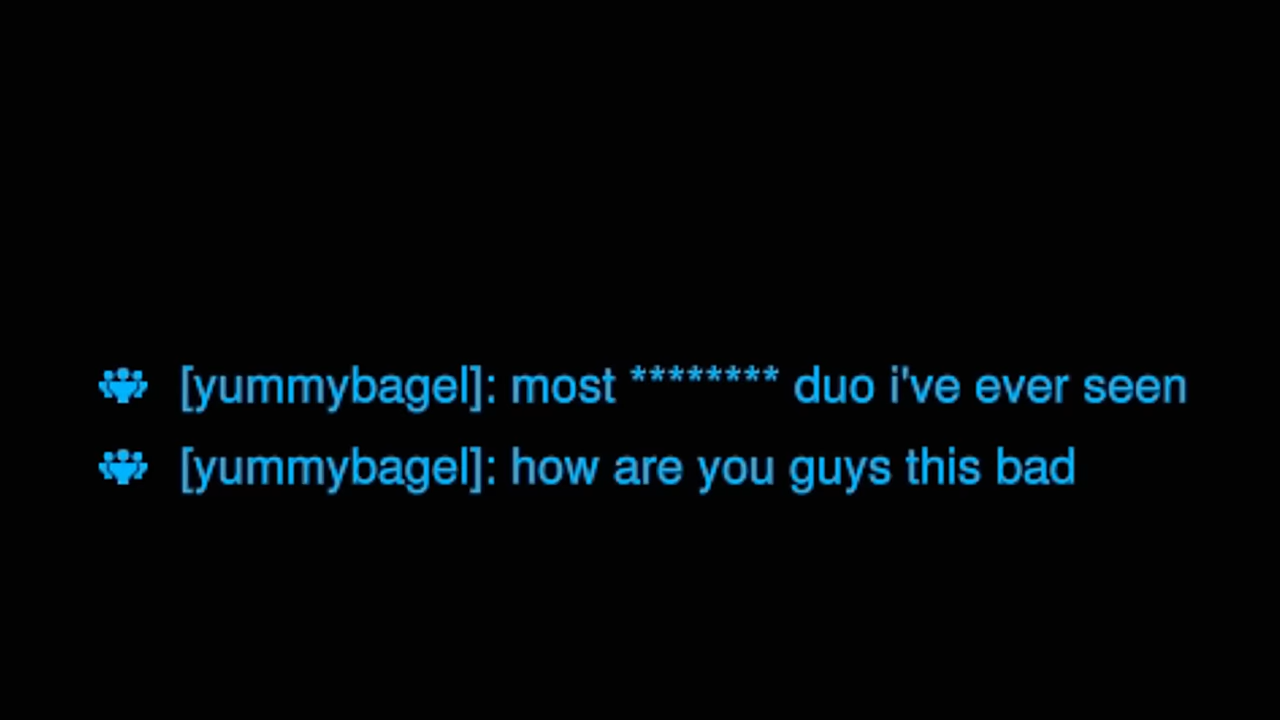 [yummybagel]: most ******** duo i've ever seen
[yummybagel]: how are you guys this bad